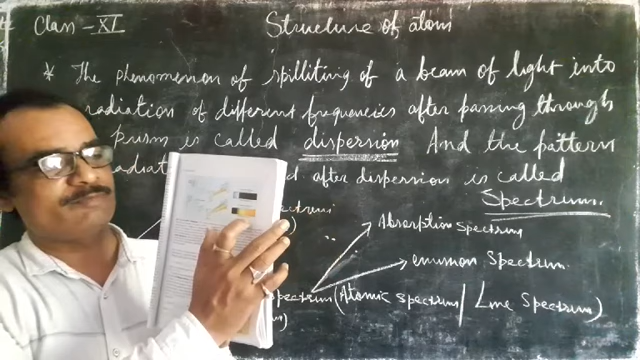 Class - XI
Structure of atom
* The phenomenon of spilliting of a beam of light into
radiation of different frequencies after passing through
prism is called dispersion And the pattern
after dispersion is called
Spectrum.
Absorption Spectrum
emission Spectrum.
(Atomic spectrum / Line Spectrum)